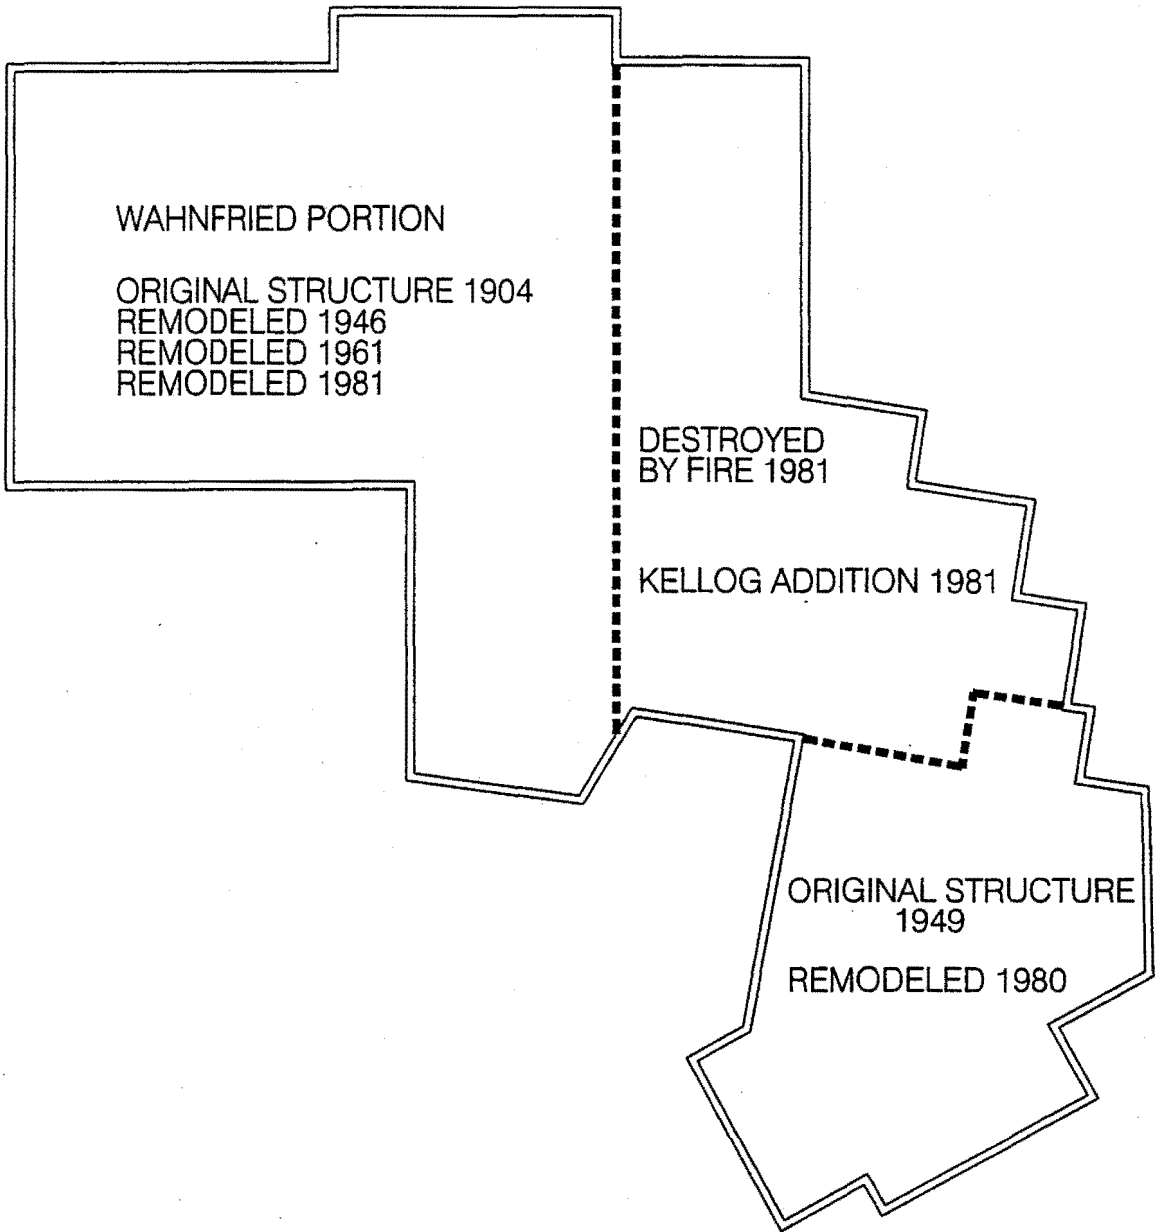 WAHNFRIED PORTION
ORIGINAL STRUCTURE 1904
REMODELED 1946
REMODELED 1961
REMODELED 1981
DESTROYED
BY FIRE 1981
KELLOG ADDITION 1981
ORIGINAL STRUCTURE
1949
REMODELED 1980